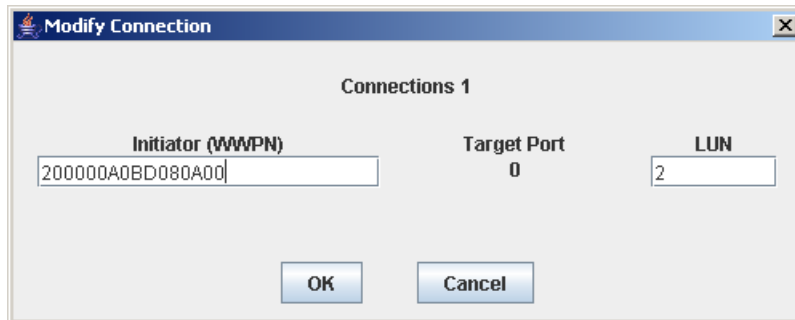 Modify Connection
Connections 1
Initiator (WWPN) Target Port LUN
200000A0BD080A00 0 2
OK Cancel